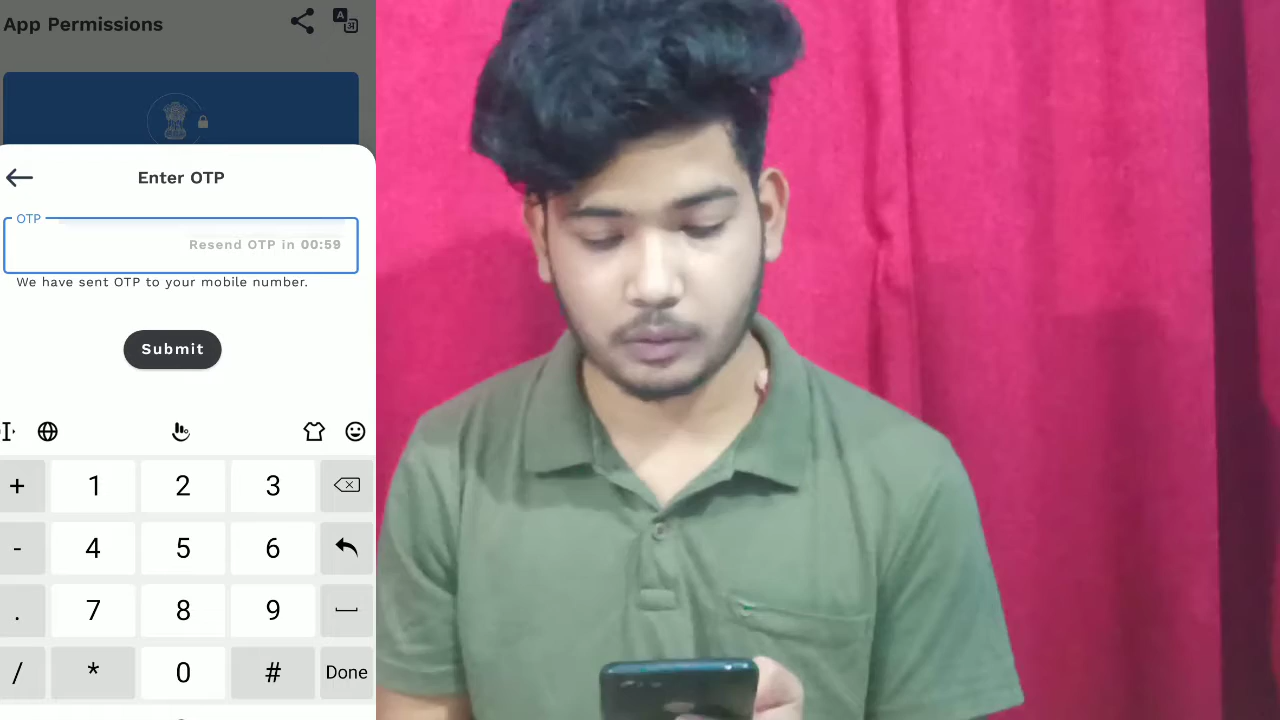 App Permissions
Enter OTP
OTP
Resend OTP in 00:59
We have sent OTP to your mobile number.
Submit
+ 1 2 3
- 4 5 6
. 7 8 9
/ * 0 # Done